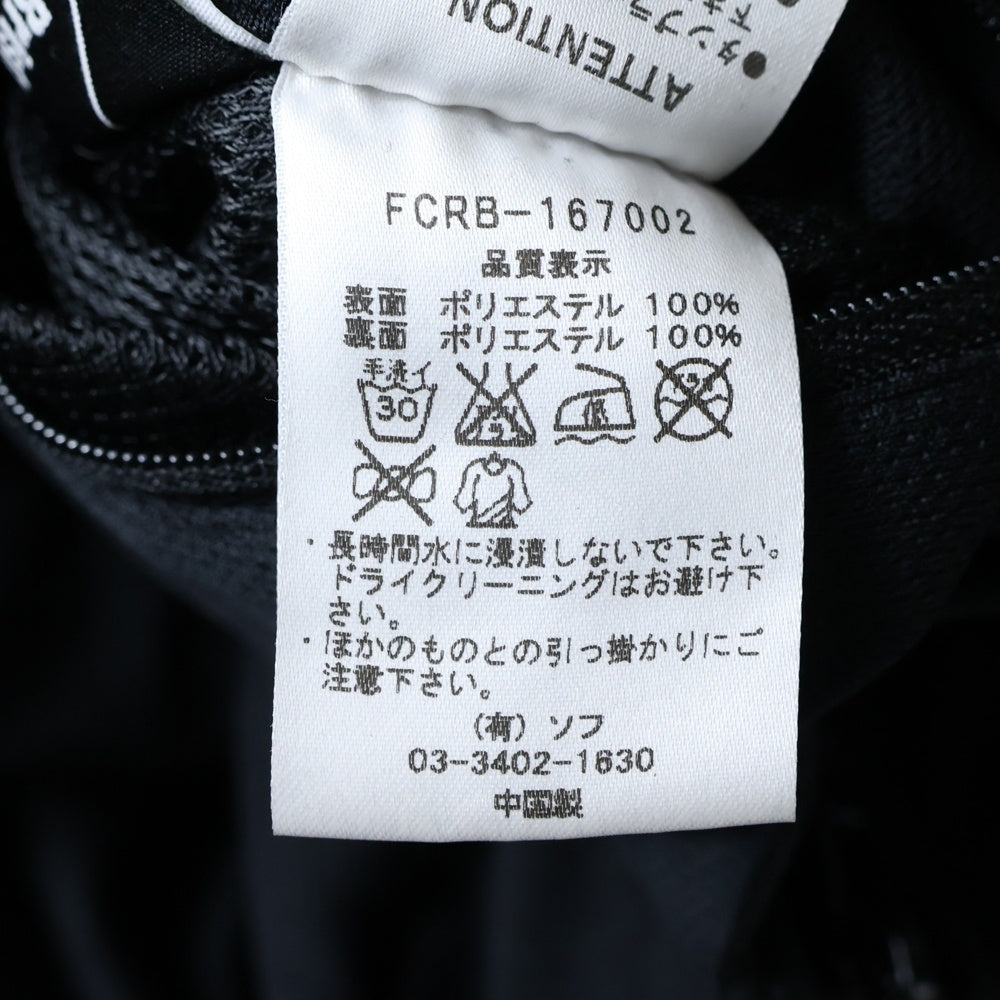 ATTENTION
FCRB-167002
品質表示
表面 ポリエステル 100%
裏面 ポリエステル 100%
手洗イ
30
・長時間水に浸漬しないで下さい。
ドライクリーニングはお避け下
さい。
・ほかのものとの引っ掛かりにご
注意下さい。
(有) ソフ
03-3402-1630
中国製